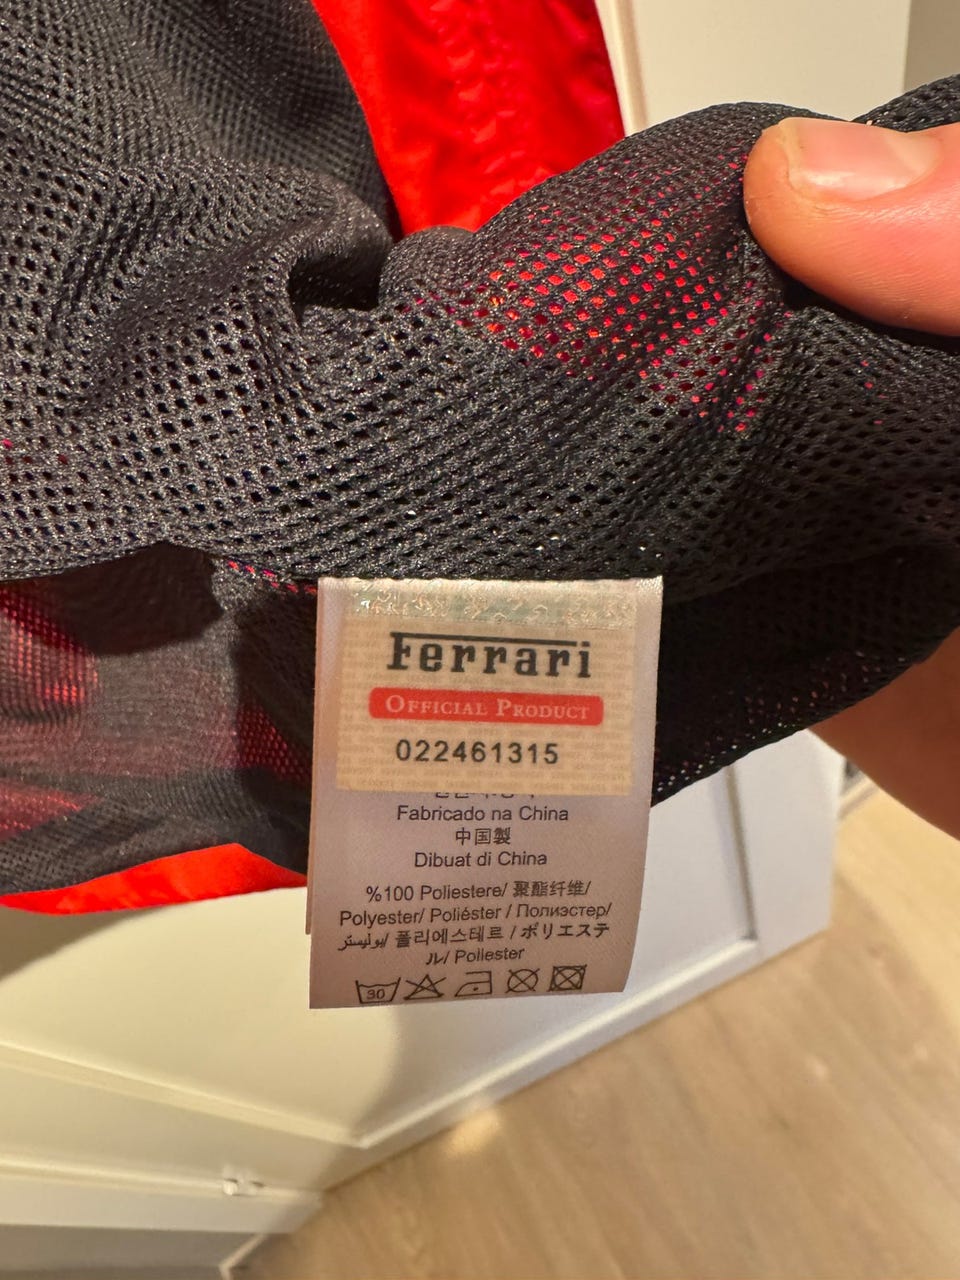 Ferrari
OFFICIAL PRODUCT
022461315
Fabricado na China
中国製
Dibuat di China
%100 Poliestere/ 聚酯纤维/
Polyester/ Poliéster / Полиэстер/
بوليستر/ 폴리에스테르 / ポリエステ
ル/ Poliester
30